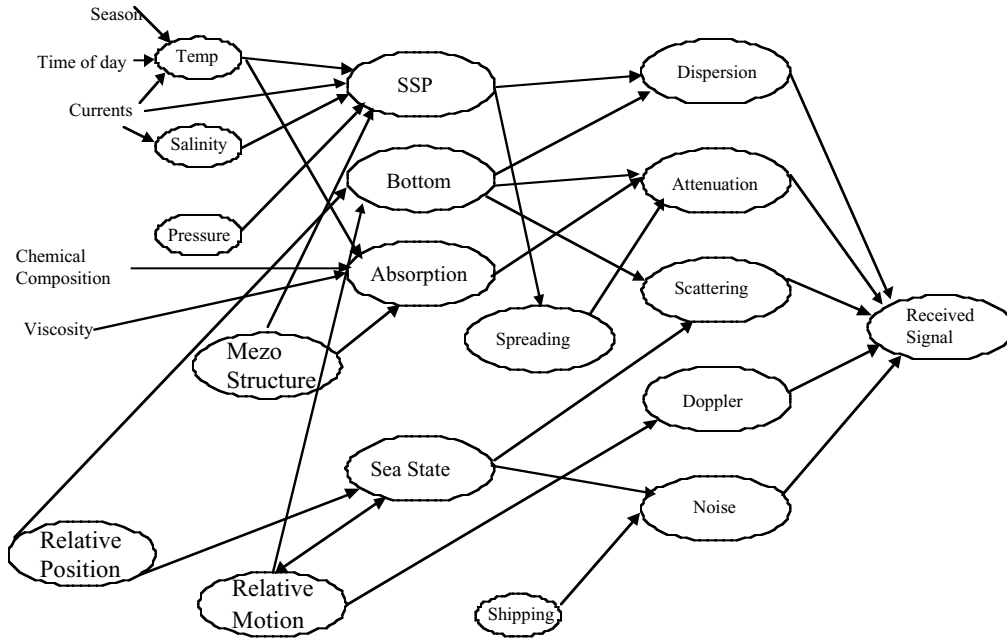 Season
Time of day
Temp
SSP
Dispersion
Currents
Salinity
Bottom
Attenuation
Pressure
Chemical
Composition
Absorption
Scattering
Viscosity
Mezo
Structure
Spreading
Received
Signal
Doppler
Sea State
Noise
Relative
Position
Relative
Motion
Shipping